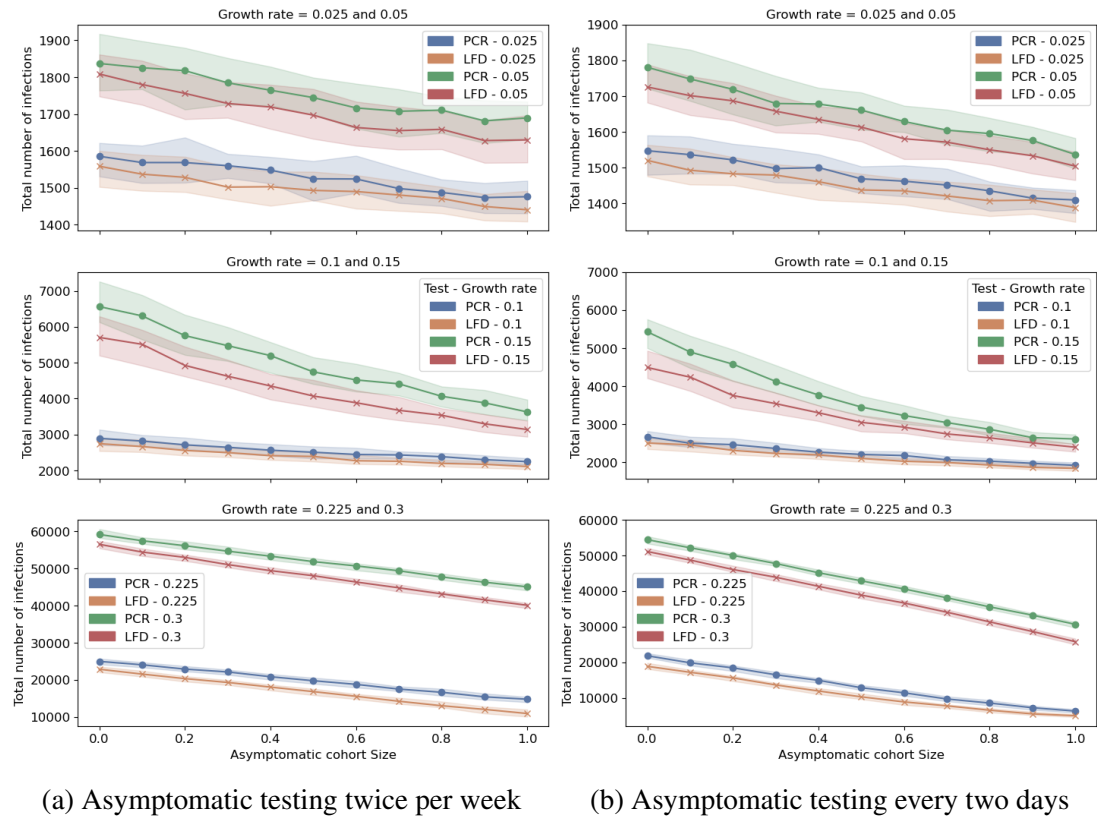 Growth rate = 0.025 and 0.05
Total number of infections
1900
1800
1700
1600
1500
1400
PCR - 0.025
LFD - 0.025
PCR - 0.05
LFD - 0.05
Growth rate = 0.1 and 0.15
Total number of infections
7000
6000
5000
4000
3000
2000
Test - Growth rate
PCR - 0.1
LFD - 0.1
PCR - 0.15
LFD - 0.15
Growth rate = 0.225 and 0.3
Total number of infections
60000
50000
40000
30000
20000
10000
PCR - 0.225
LFD - 0.225
PCR - 0.3
LFD - 0.3
0.0 0.2 0.4 0.6 0.8 1.0
Asymptomatic cohort Size
(a) Asymptomatic testing twice per week
Growth rate = 0.025 and 0.05
Total number of infections
1900
1800
1700
1600
1500
1400
PCR - 0.025
LFD - 0.025
PCR - 0.05
LFD - 0.05
Growth rate = 0.1 and 0.15
Total number of infections
7000
6000
5000
4000
3000
2000
Test - Growth rate
PCR - 0.1
LFD - 0.1
PCR - 0.15
LFD - 0.15
Growth rate = 0.225 and 0.3
Total number of infections
60000
50000
40000
30000
20000
10000
0
PCR - 0.225
LFD - 0.225
PCR - 0.3
LFD - 0.3
0.0 0.2 0.4 0.6 0.8 1.0
Asymptomatic cohort Size
(b) Asymptomatic testing every two days